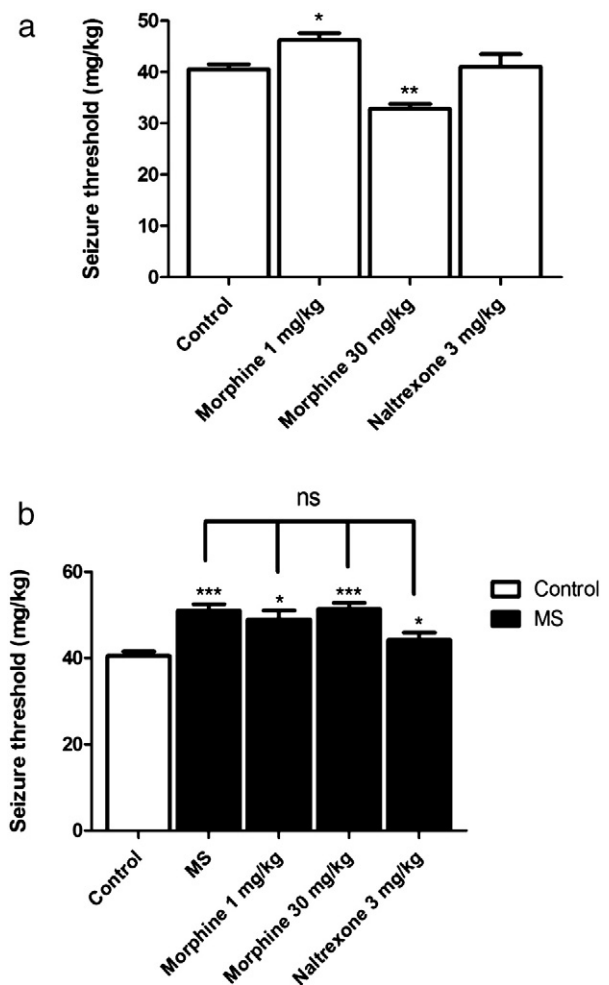 a
Seizure threshold (mg/kg)
50
40
30
20
10
0
*
**
Control
Morphine 1 mg/kg
Morphine 30 mg/kg
Naltrexone 3 mg/kg
b
ns
Seizure threshold (mg/kg)
60
40
20
0
***
*
***
*
Control
MS
Control
MS
Morphine 1 mg/kg
Morphine 30 mg/kg
Naltrexone 3 mg/kg